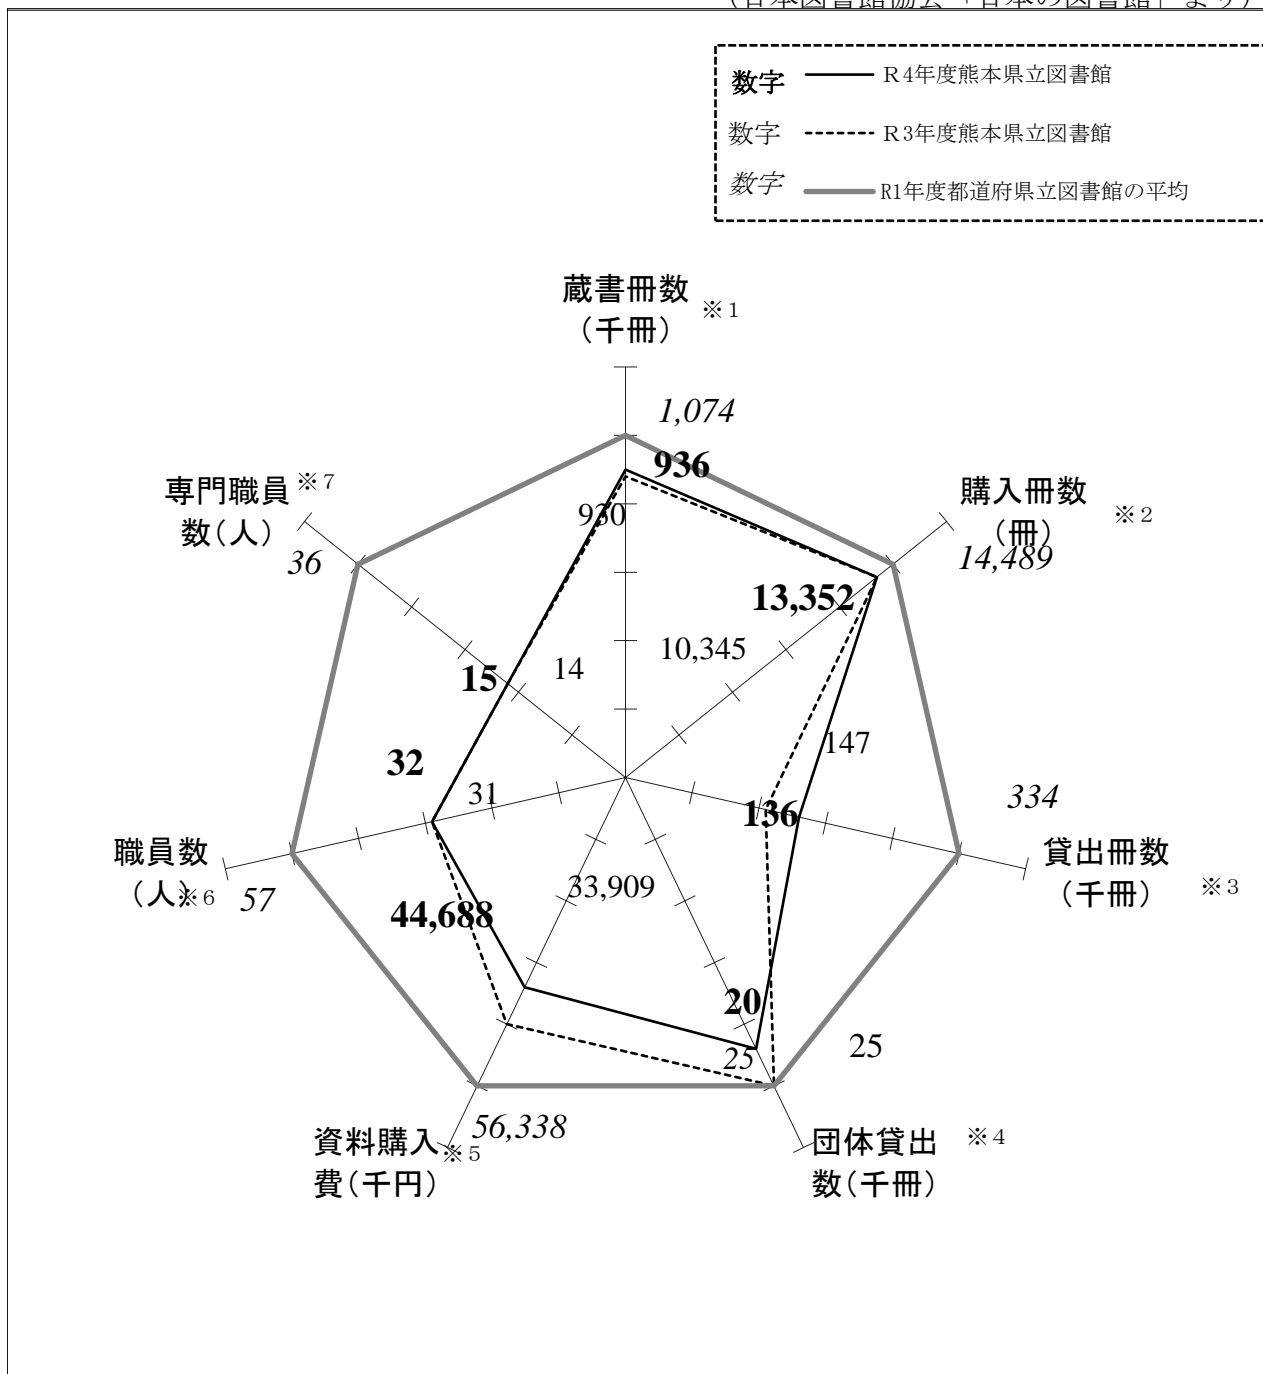 (日本図書館協会「日本の図書館」より)
数字 R4年度熊本県立図書館
数字 R3年度熊本県立図書館
数字 R1年度都道府県立図書館の平均
蔵書冊数 ※1
(千冊)
1,074
936
930
購入冊数 ※2
(冊)
14,489
13,352
10,345
専門職員 ※7
数(人)
36
15
14
147
334
136
貸出冊数
(千冊) ※3
32
31
職員数
(人) ※6
57
33,909
44,688
20
25
25
56,338
資料購入 ※5
費(千円)
団体貸出 ※4
数(千冊)